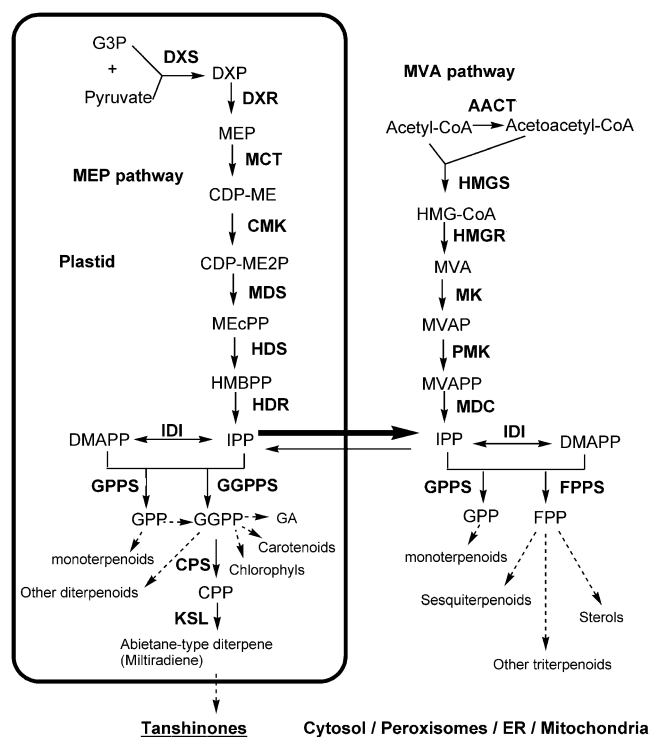 G3P
+
Pyruvate
DXS
DXP
DXR
MEP
MCT
MEP pathway
CDP-ME
CMK
Plastid
CDP-ME2P
MDS
MEcPP
HDS
HMBPP
HDR
DMAPP
IDI
IPP
GPPS
GGPPS
GPP
GGPP
GA
monoterpenoids
Carotenoids
Chlorophyls
Other diterpenoids
CPS
CPP
KSL
Abietane-type diterpene
(Miltiradiene)
Tanshinones
MVA pathway
AACT
Acetyl-CoA
Acetoacetyl-CoA
HMGS
HMG-CoA
HMGR
MVA
MK
MVAP
PMK
MVAPP
MDC
IPP
IDI
DMAPP
GPPS
FPPS
GPP
FPP
monoterpenoids
Sesquiterpenoids
Sterols
Other triterpenoids
Cytosol / Peroxisomes / ER / Mitochondria